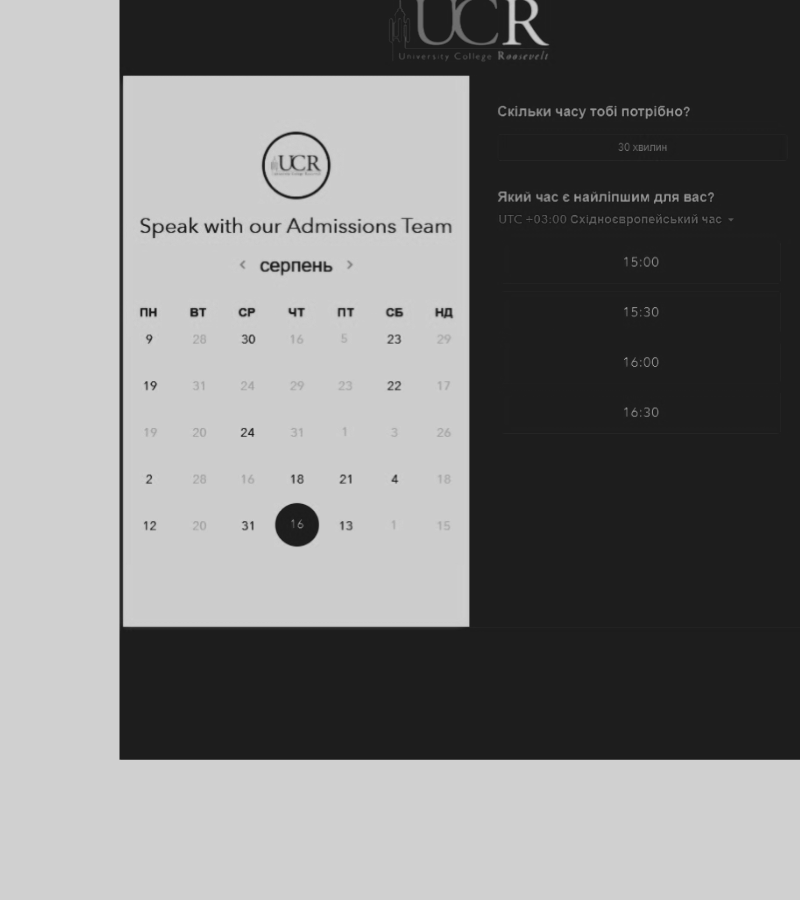 UCR
University College Roosevelt
UCR
Speak with our Admissions Team
< серпень >
ПН ВТ СР ЧТ ПТ СБ НД
9 28 30 16 5 23 29
19 31 24 29 23 22 17
19 20 24 31 1 3 26
2 28 16 18 21 4 18
12 20 31 16 13 1 15
Скільки часу тобі потрібно?
30 хвилин
Який час є найліпшим для вас?
UTC +03:00 Східноєвропейський час
15:00
15:30
16:00
16:30